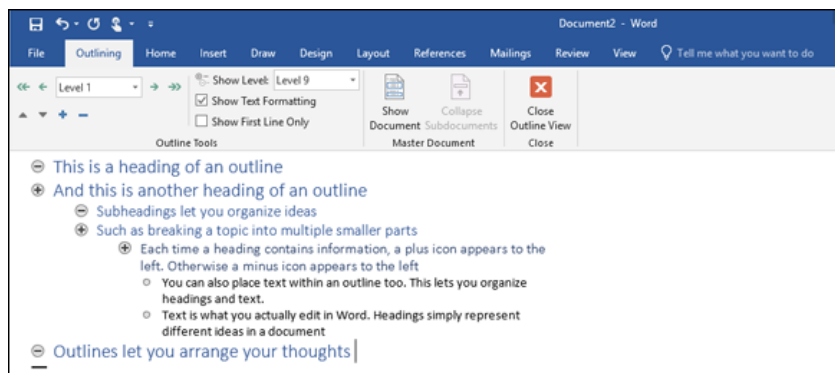 Document2 - Word
File Outlining Home Insert Draw Design Layout References Mailings Review View Tell me what you want to do
Level 1 Show Level: Level 9
Show Text Formatting
Show First Line Only
Show Document
Collapse Subdocuments
Close Outline View
Outline Tools Master Document Close
This is a heading of an outline
And this is another heading of an outline
Subheadings let you organize ideas
Such as breaking a topic into multiple smaller parts
Each time a heading contains information, a plus icon appears to the
left. Otherwise a minus icon appears to the left
You can also place text within an outline too. This lets you organize
headings and text.
Text is what you actually edit in Word. Headings simply represent
different ideas in a document
Outlines let you arrange your thoughts